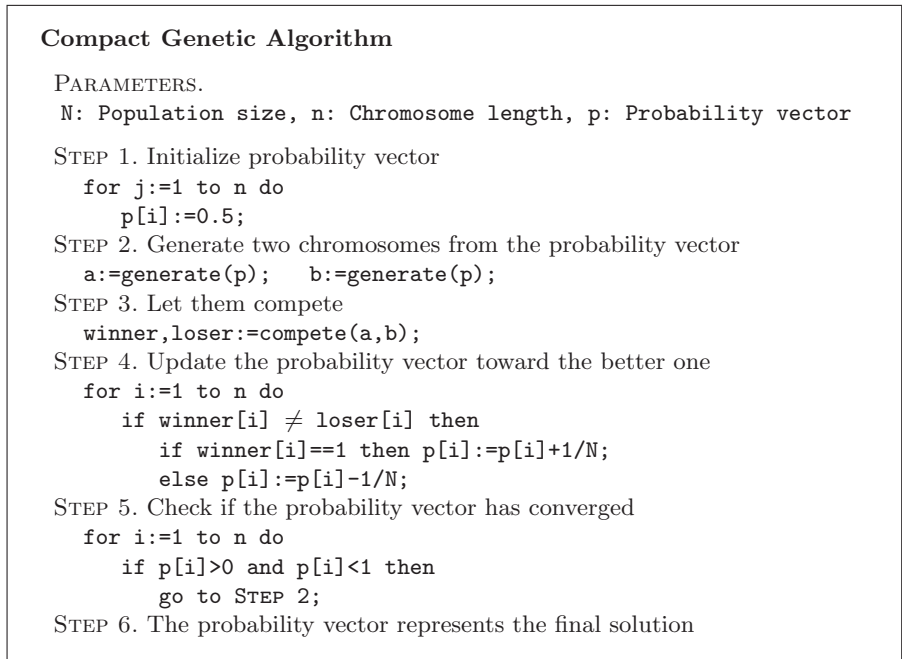 Compact Genetic Algorithm
PARAMETERS.
N: Population size, n: Chromosome length, p: Probability vector
STEP 1. Initialize probability vector
for j:=1 to n do
p[i]:=0.5;
STEP 2. Generate two chromosomes from the probability vector
a:=generate(p); b:=generate(p);
STEP 3. Let them compete
winner,loser:=compete(a,b);
STEP 4. Update the probability vector toward the better one
for i:=1 to n do
if winner[i] ≠ loser[i] then
if winner[i]==1 then p[i]:=p[i]+1/N;
else p[i]:=p[i]-1/N;
STEP 5. Check if the probability vector has converged
for i:=1 to n do
if p[i]>0 and p[i]<1 then
go to STEP 2;
STEP 6. The probability vector represents the final solution